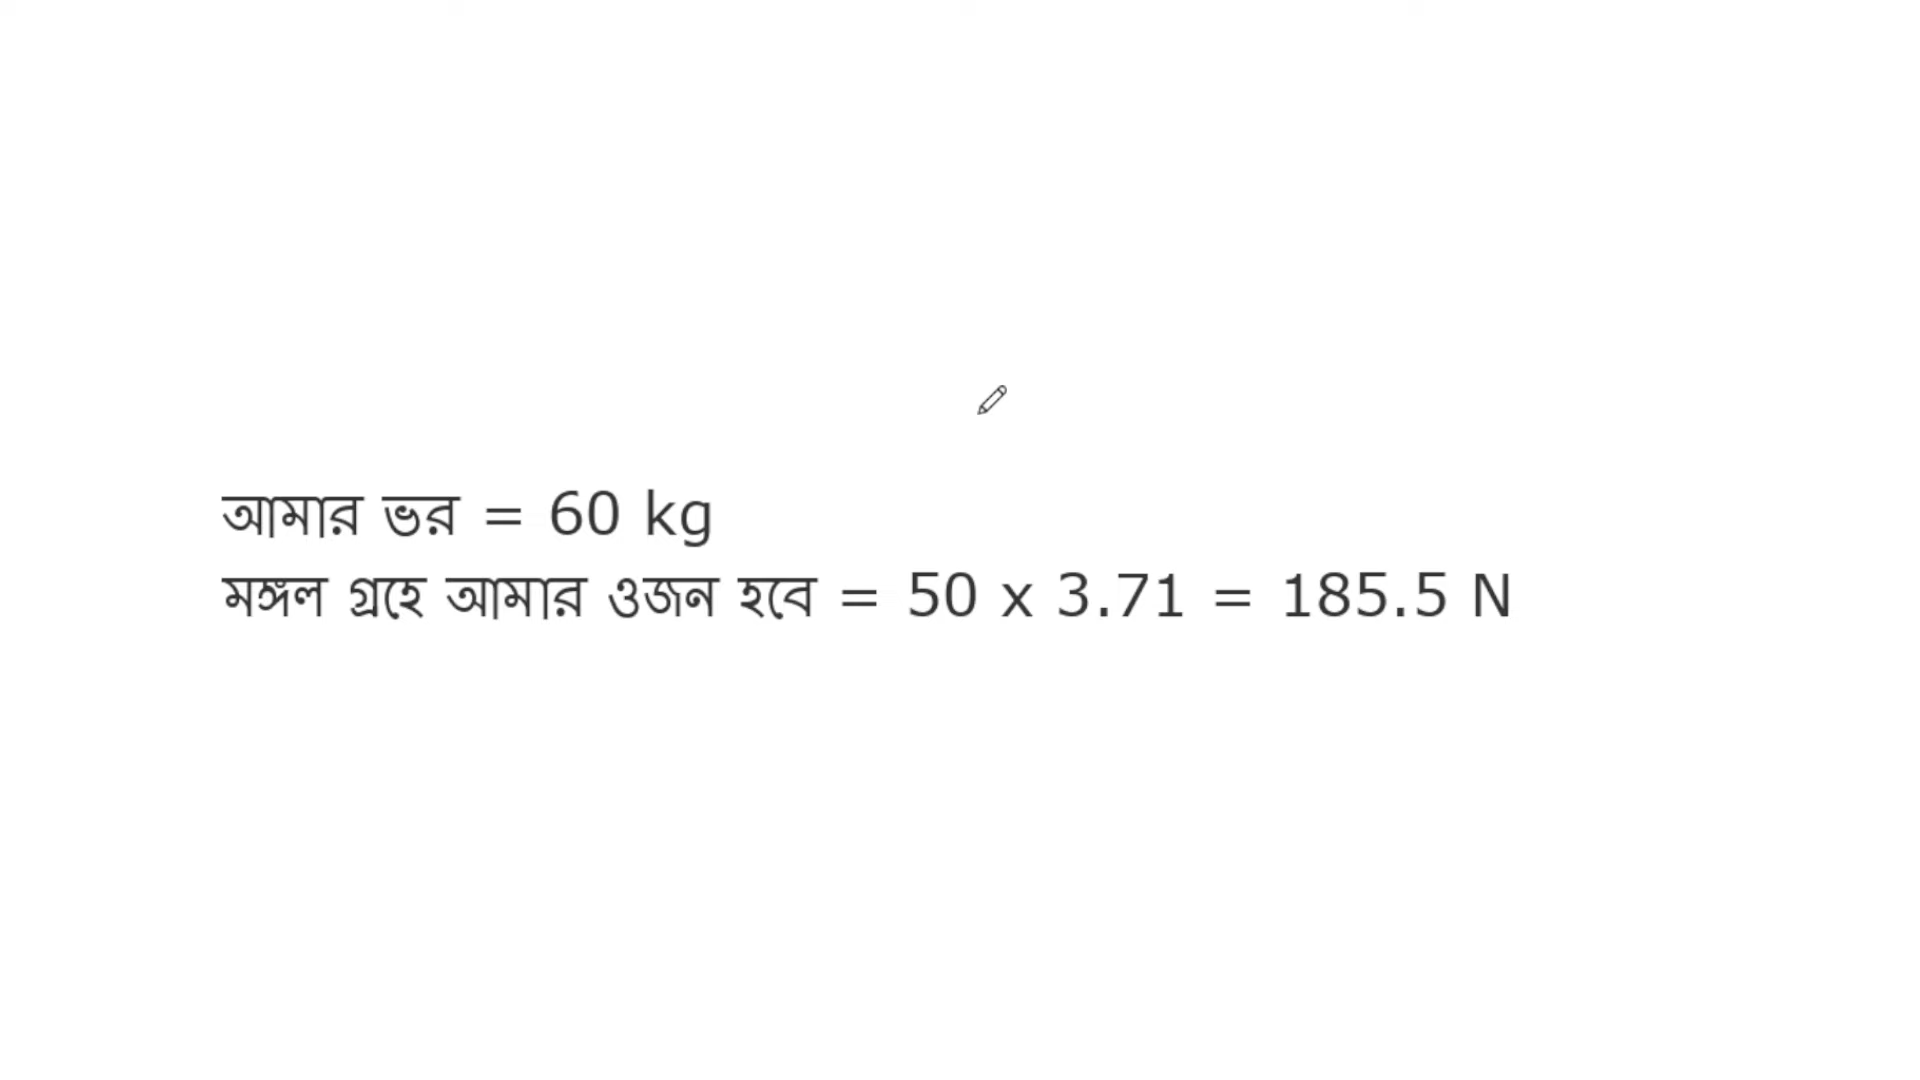 আমার ভর = 60 kg
মঙ্গল গ্রহে আমার ওজন হবে = 50 x 3.71 = 185.5 N